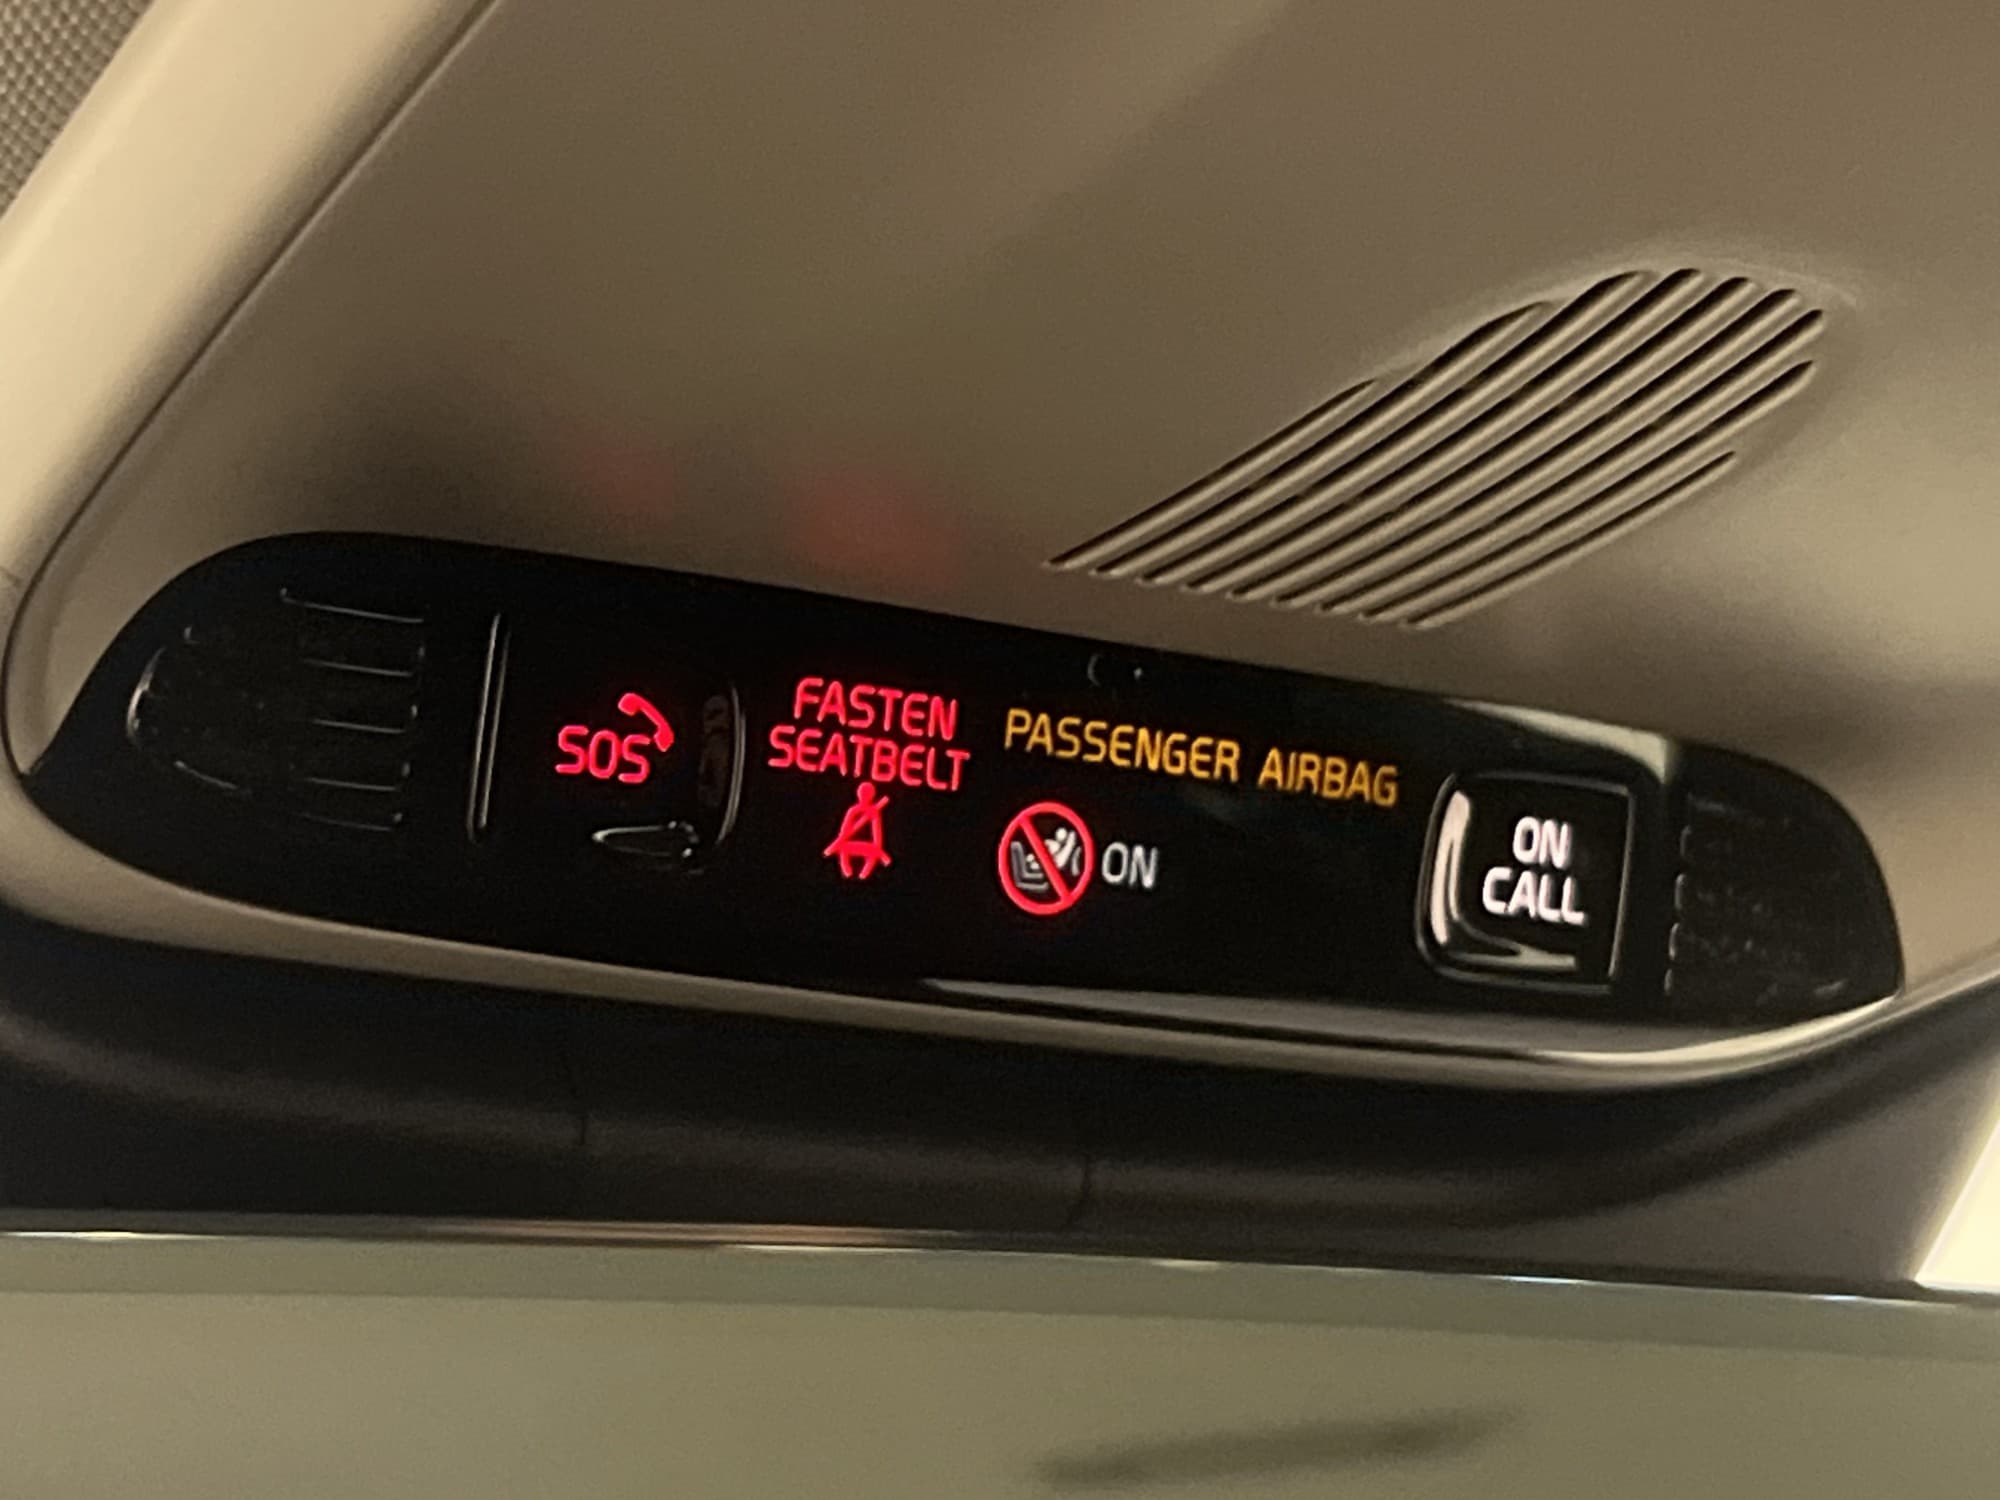 SOS
FASTEN
SEATBELT
PASSENGER AIRBAG
ON
ON
CALL